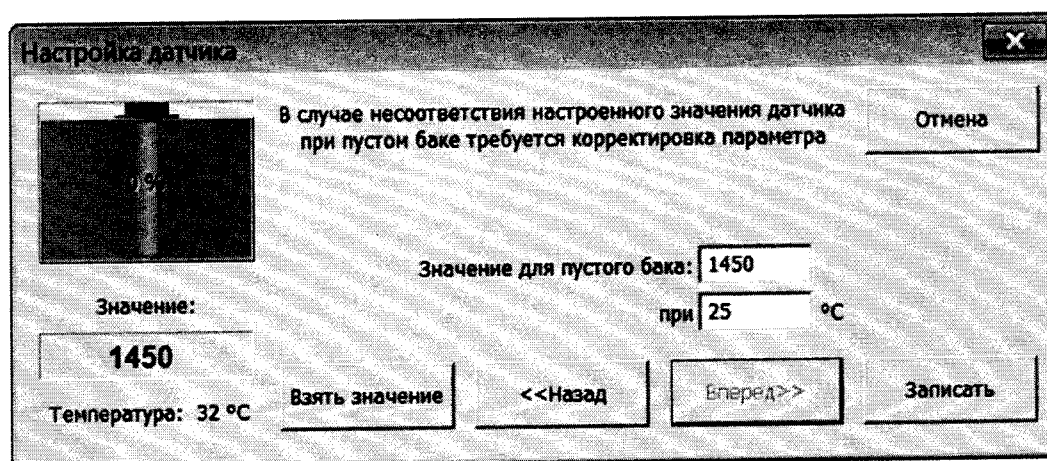 Настройка датчика
В случае несоответствия настроенного значения датчика
при пустом баке требуется корректировка параметра
Отмена
Значение для пустого бака: 1450
при 25 °C
Значение:
1450
Температура: 32 °C
Взять значение
<<Назад
Вперед>>
Записать